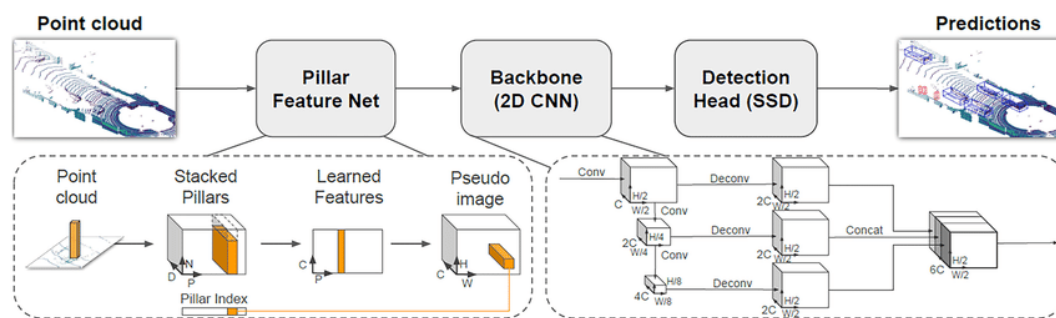 Point cloud
Predictions
Pillar
Feature Net
Backbone
(2D CNN)
Detection
Head (SSD)
Point
cloud
Stacked
Pillars
Learned
Features
Pseudo
image
D
N
P
C
P
C
H
W
Pillar Index
Conv
C
H/2
W/2
Conv
2C
H/4
W/4
Conv
4C
H/8
W/8
Deconv
2C
H/2
W/2
Deconv
2C
H/2
W/2
Deconv
2C
H/2
W/2
Concat
6C
H/2
W/2